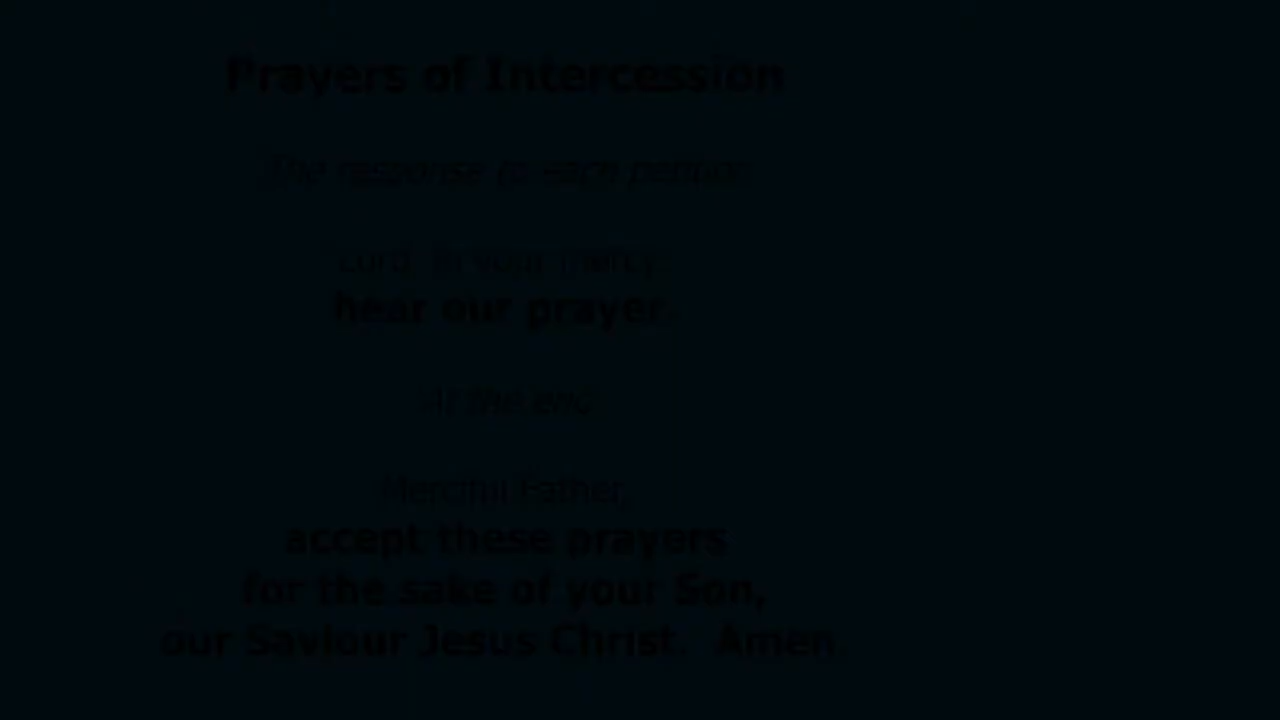 Prayers of Intercession
The response to each petition:
Lord, in your mercy:
hear our prayer.
At the end
Merciful Father,
accept these prayers
for the sake of your Son,
our Saviour Jesus Christ. Amen